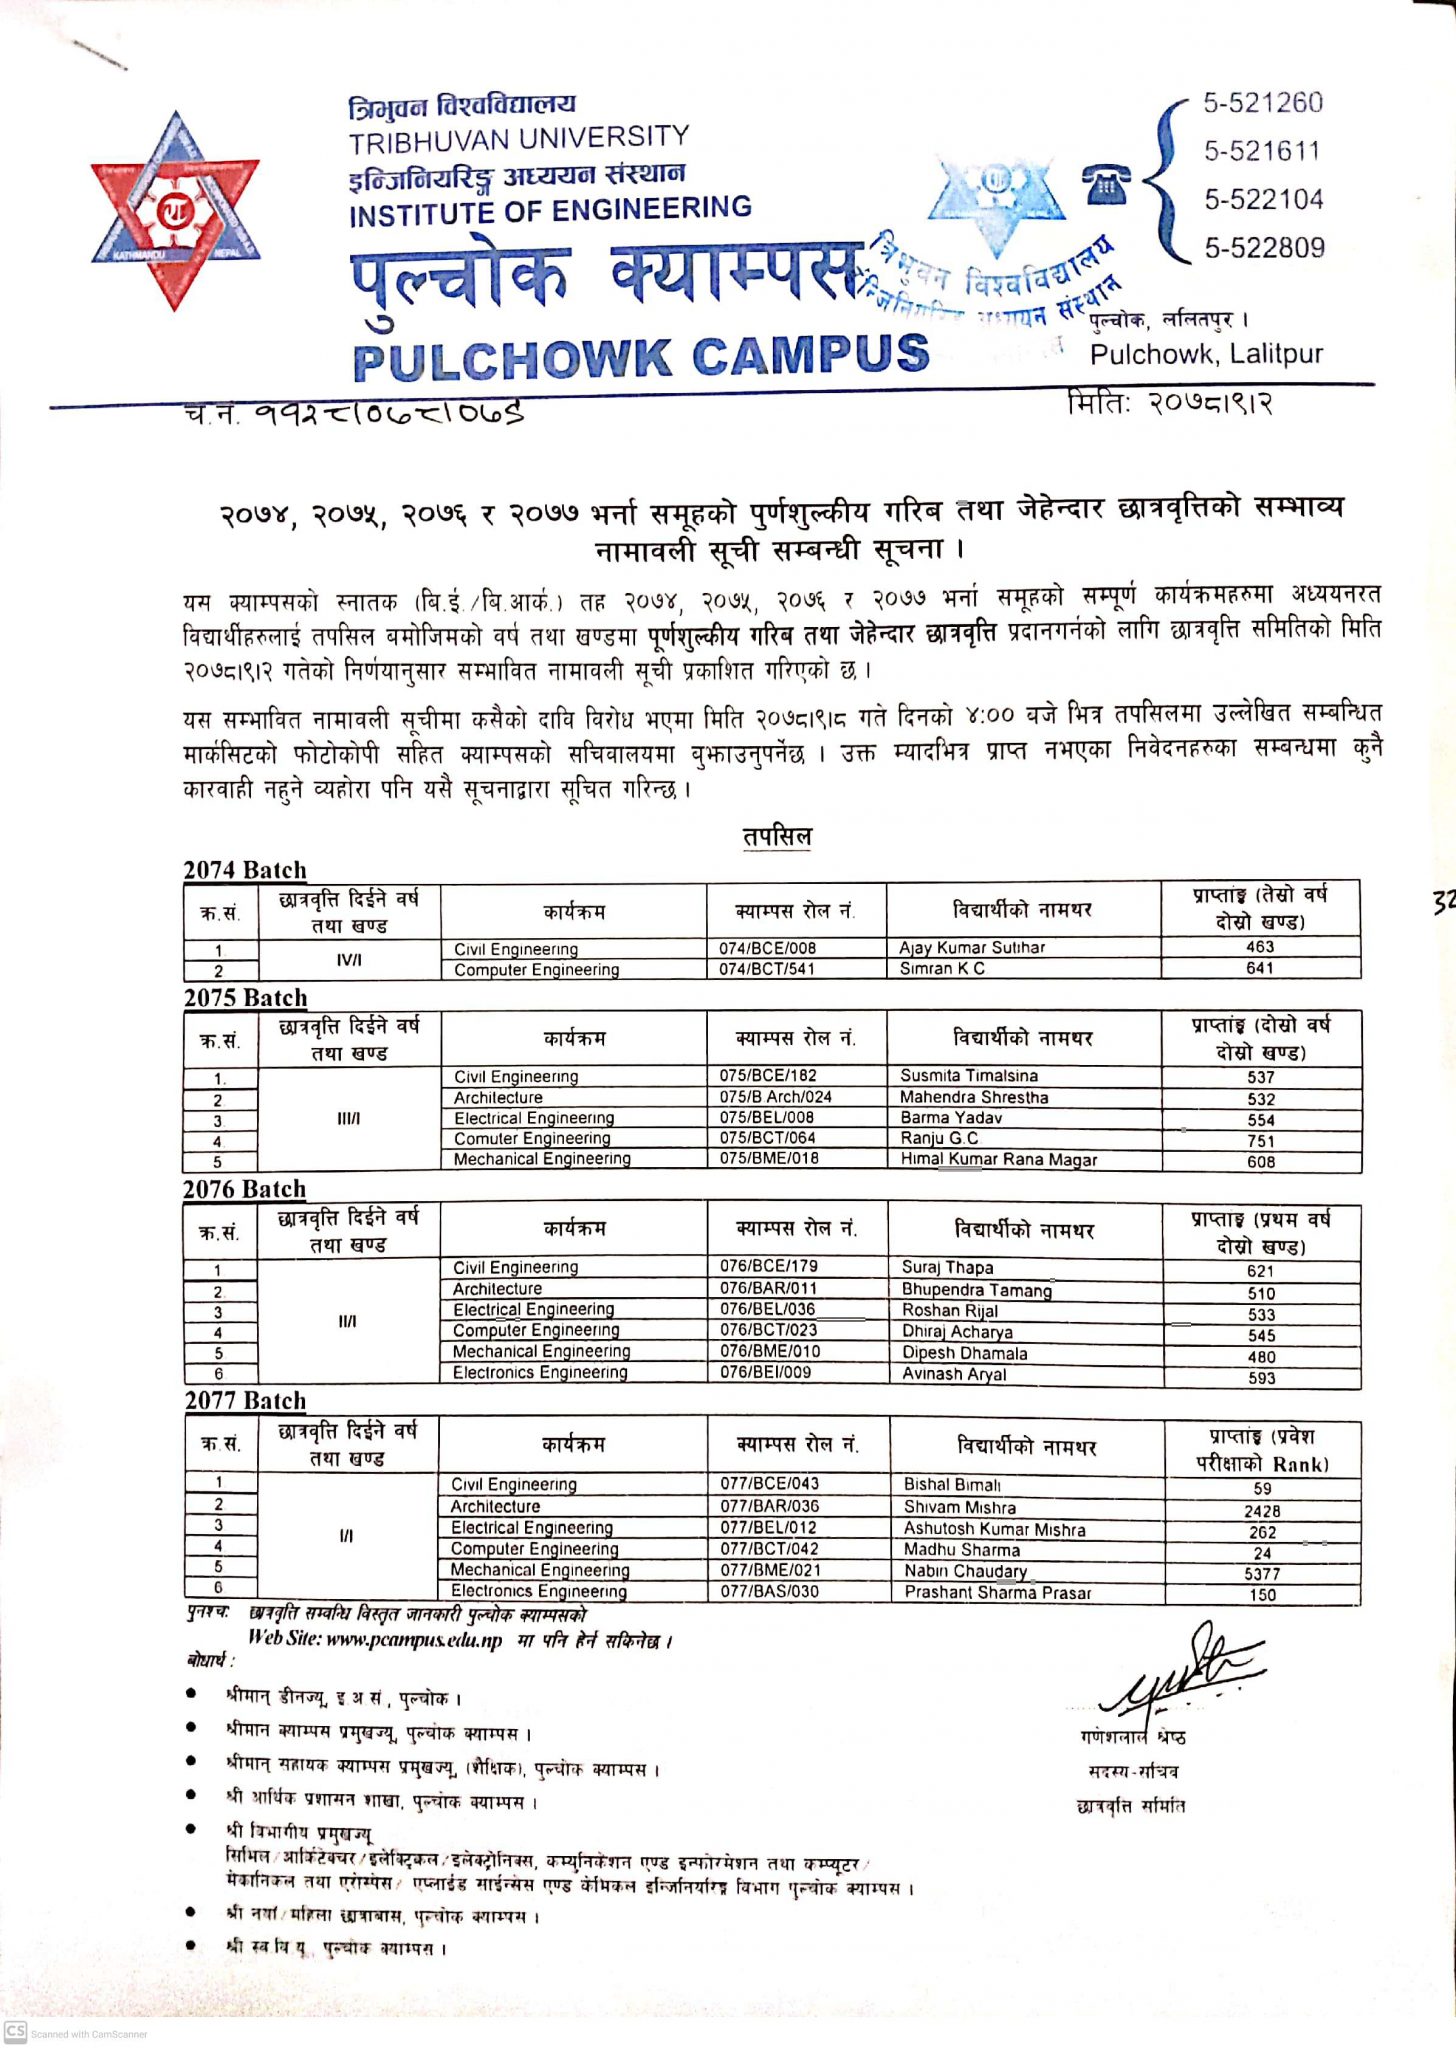 त्रिभुवन विश्वविद्यालय
TRIBHUVAN UNIVERSITY
इन्जिनियरिङ्ग अध्ययन संस्थान
INSTITUTE OF ENGINEERING
पुल्चोक क्याम्पस
PULCHOWK CAMPUS
KATHMANDU NEPAL
त्रिभुवन विश्वविद्यालय
इन्जिनियरिङ अध्ययन संस्थान
5-521260
5-521611
5-522104
5-522809
पुल्चोक, ललितपुर ।
Pulchowk, Lalitpur
च.न. ११२८।०७८।०७९
मितिः २०७८।९।२
२०७४, २०७५, २०७६ र २०७७ भर्ना समूहको पुर्णशुल्कीय गरिब तथा जेहेन्दार छात्रवृत्तिको सम्भाव्य
नामावली सूची सम्बन्धी सूचना ।
यस क्याम्पसको स्नातक (बि.ई./बि.आर्क.) तह २०७४, २०७५, २०७६ र २०७७ भर्ना समूहको सम्पूर्ण कार्यक्रमहरुमा अध्ययनरत
विद्यार्थीहरुलाई तपसिल बमोजिमको वर्ष तथा खण्डमा पूर्णशुल्कीय गरिब तथा जेहेन्दार छात्रवृत्ति प्रदानगर्नको लागि छात्रवृत्ति समितिको मिति
२०७८।९।२ गतेको निर्णयानुसार सम्भावित नामावली सूची प्रकाशित गरिएको छ ।
यस सम्भावित नामावली सूचीमा कसैको दावि विरोध भएमा मिति २०७८।९।८ गते दिनको ४:०० बजे भित्र तपसिलमा उल्लेखित सम्बन्धित
मार्कसिटको फोटोकोपी सहित क्याम्पसको सचिवालयमा बुझाउनुपर्नेछ । उक्त म्यादभित्र प्राप्त नभएका निवेदनहरुका सम्बन्धमा कुनै
कारवाही नहुने व्यहोरा पनि यसै सूचनाद्वारा सूचित गरिन्छ ।
तपसिल
2074 Batch
क्र.सं. छात्रवृत्ति दिईने वर्ष तथा खण्ड कार्यक्रम क्याम्पस रोल नं. विद्यार्थीको नामथर प्राप्ताङ्क (तेस्रो वर्ष दोस्रो खण्ड)
1 IV/I Civil Engineering 074/BCE/008 Ajay Kumar Sutihar 463
2 Computer Engineering 074/BCT/541 Simran K C 641
32
2075 Batch
क्र.सं. छात्रवृत्ति दिईने वर्ष तथा खण्ड कार्यक्रम क्याम्पस रोल नं. विद्यार्थीको नामथर प्राप्ताङ्क (दोस्रो वर्ष दोस्रो खण्ड)
1. Civil Engineering 075/BCE/182 Susmita Timalsina 537
2 Architecture 075/B Arch/024 Mahendra Shrestha 532
3 III/I Electrical Engineering 075/BEL/008 Barma Yadav 554
4 Comuter Engineering 075/BCT/064 Ranju G.C 751
5 Mechanical Engineering 075/BME/018 Himal Kumar Rana Magar 608
2076 Batch
क्र.सं. छात्रवृत्ति दिईने वर्ष तथा खण्ड कार्यक्रम क्याम्पस रोल नं. विद्यार्थीको नामथर प्राप्ताङ्क (प्रथम वर्ष दोस्रो खण्ड)
1 Civil Engineering 076/BCE/179 Suraj Thapa 621
2 Architecture 076/BAR/011 Bhupendra Tamang 510
3 II/I Electrical Engineering 076/BEL/036 Roshan Rijal 533
4 Computer Engineering 076/BCT/023 Dhiraj Acharya 545
5 Mechanical Engineering 076/BME/010 Dipesh Dhamala 480
6 Electronics Engineering 076/BEI/009 Avinash Aryal 593
2077 Batch
क्र.सं. छात्रवृत्ति दिईने वर्ष तथा खण्ड कार्यक्रम क्याम्पस रोल नं. विद्यार्थीको नामथर प्राप्ताङ्क (प्रवेश परीक्षाको Rank)
1 Civil Engineering 077/BCE/043 Bishal Bimali 59
2 Architecture 077/BAR/036 Shivam Mishra 2428
3 I/I Electrical Engineering 077/BEL/012 Ashutosh Kumar Mishra 262
4 Computer Engineering 077/BCT/042 Madhu Sharma 24
5 Mechanical Engineering 077/BME/021 Nabin Chaudary 5377
6 Electronics Engineering 077/BAS/030 Prashant Sharma Prasar 150
पुनश्चः छात्रवृत्ति सम्वन्धि विस्तृत जानकारी पुल्चोक क्याम्पसको
Web Site: www.pcampus.edu.np मा पनि हेर्न सकिनेछ ।
बोधार्थ :
• श्रीमान् डीनज्यू, इ अ सं , पुल्चोक ।
• श्रीमान क्याम्पस प्रमुखज्यू, पुल्चोक क्याम्पस ।
• श्रीमान् सहायक क्याम्पस प्रमुखज्यू, (शैक्षिक), पुल्चोक क्याम्पस ।
• श्री आर्थिक प्रशासन शाखा, पुल्चोक क्याम्पस ।
• श्री विभागीय प्रमुखज्यू
सिभिल/आर्किटेक्चर/इलेक्ट्रिकल/इलेक्ट्रोनिक्स, कम्युनिकेशन एण्ड इन्फोरमेशन तथा कम्प्यूटर/
मेकानिकल तथा एरोस्पेस/ एप्लाईड साईन्सेस एण्ड केमिकल इन्जिनियरिङ्ग विभाग पुल्चोक क्याम्पस ।
• श्री नयाँ/महिला छात्राबास, पुल्चोक क्याम्पस ।
• श्री स्व वि यू , पुल्चोक क्याम्पस ।
गणेशलाल श्रेष्ठ
सदस्य-सचिव
छात्रवृत्ति समिति
CS Scanned with CamScanner